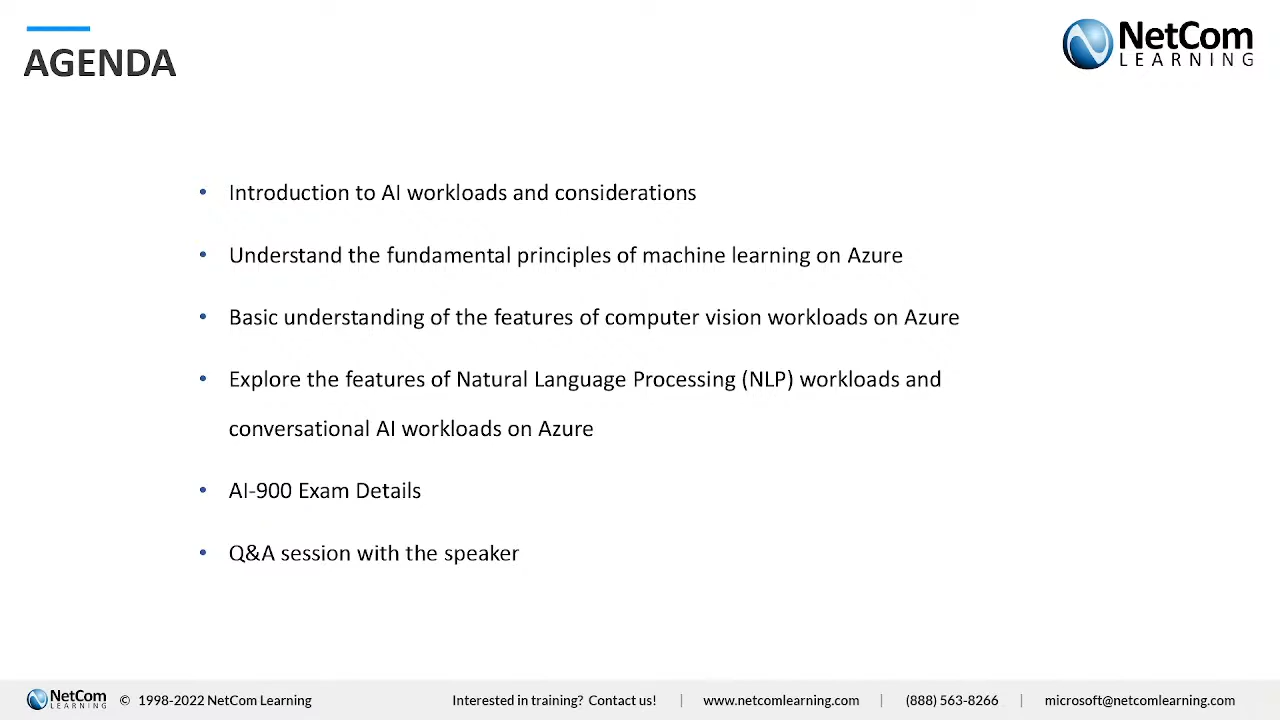 AGENDA
NetCom
LEARNING
• Introduction to AI workloads and considerations
• Understand the fundamental principles of machine learning on Azure
• Basic understanding of the features of computer vision workloads on Azure
• Explore the features of Natural Language Processing (NLP) workloads and
conversational AI workloads on Azure
• AI-900 Exam Details
• Q&A session with the speaker
NetCom
LEARNING
© 1998-2022 NetCom Learning
Interested in training? Contact us! | www.netcomlearning.com | (888) 563-8266 | microsoft@netcomlearning.com